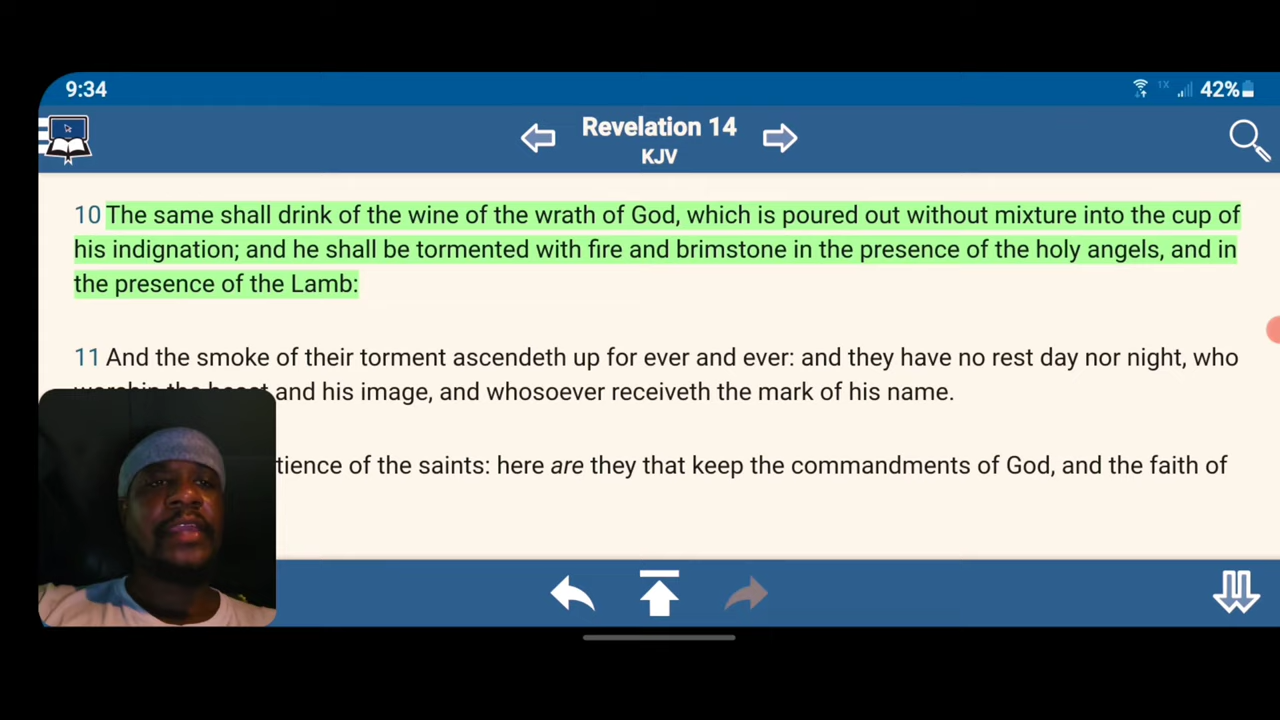 9:34
1X
42%
Revelation 14
KJV
10 The same shall drink of the wine of the wrath of God, which is poured out without mixture into the cup of
his indignation; and he shall be tormented with fire and brimstone in the presence of the holy angels, and in
the presence of the Lamb:
11 And the smoke of their torment ascendeth up for ever and ever: and they have no rest day nor night, who
worship the beast and his image, and whosoever receiveth the mark of his name.
tience of the saints: here are they that keep the commandments of God, and the faith of